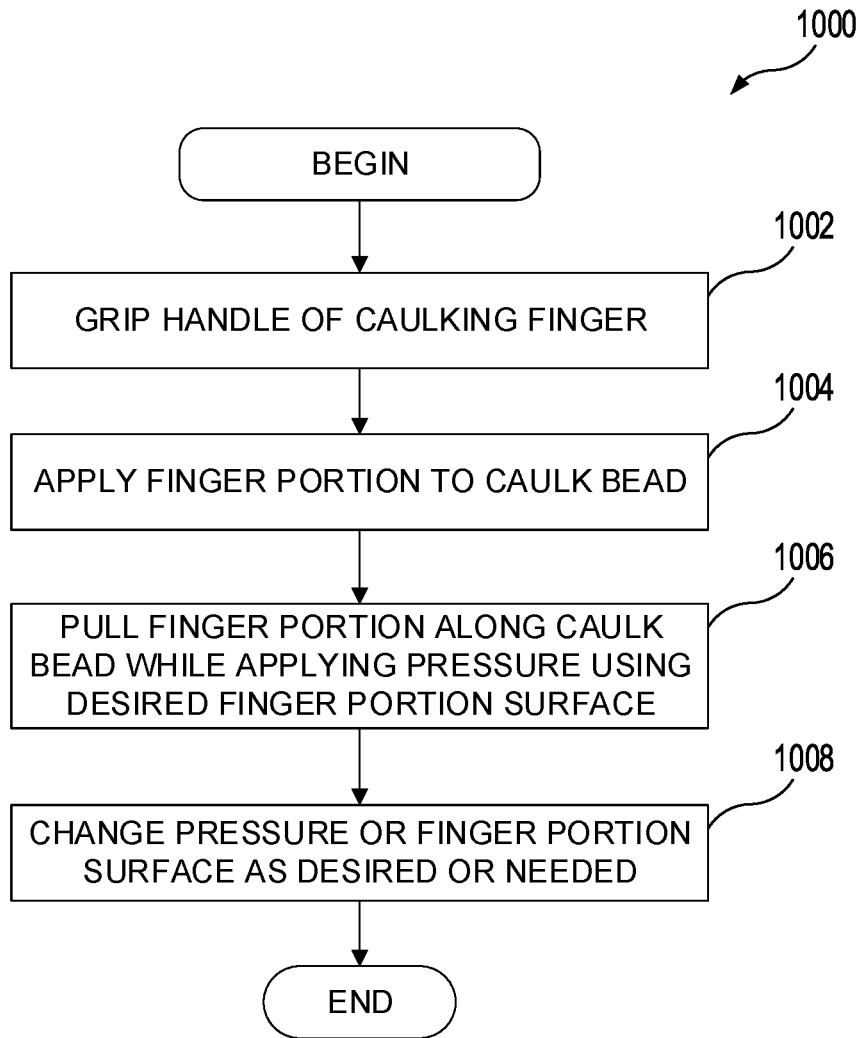 1000
BEGIN
1002
GRIP HANDLE OF CAULKING FINGER
1004
APPLY FINGER PORTION TO CAULK BEAD
1006
PULL FINGER PORTION ALONG CAULK
BEAD WHILE APPLYING PRESSURE USING
DESIRED FINGER PORTION SURFACE
1008
CHANGE PRESSURE OR FINGER PORTION
SURFACE AS DESIRED OR NEEDED
END